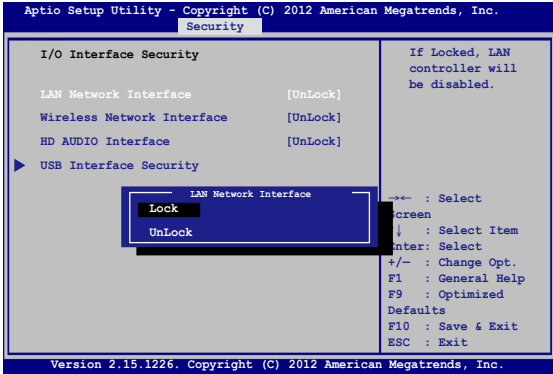 Aptio Setup Utility - Copyright (C) 2012 American Megatrends, Inc.
Security
I/O Interface Security
LAN Network Interface [UnLock]
Wireless Network Interface [UnLock]
HD AUDIO Interface [UnLock]
USB Interface Security
LAN Network Interface
Lock
UnLock
If Locked, LAN
controller will
be disabled.
→← : Select
Screen
↓ : Select Item
Enter: Select
+/— : Change Opt.
F1 : General Help
F9 : Optimized
Defaults
F10 : Save & Exit
ESC : Exit
Version 2.15.1226. Copyright (C) 2012 American Megatrends, Inc.